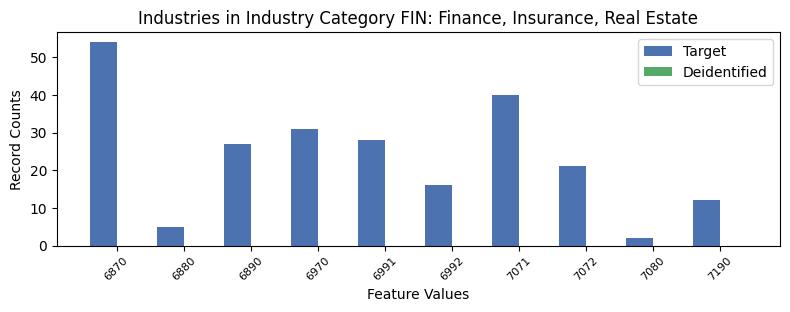 Industries in Industry Category FIN: Finance, Insurance, Real Estate
Target
Deidentified
Record Counts
50
40
30
20
10
0
6870 6880 6890 6970 6991 6992 7071 7072 7080 7190
Feature Values